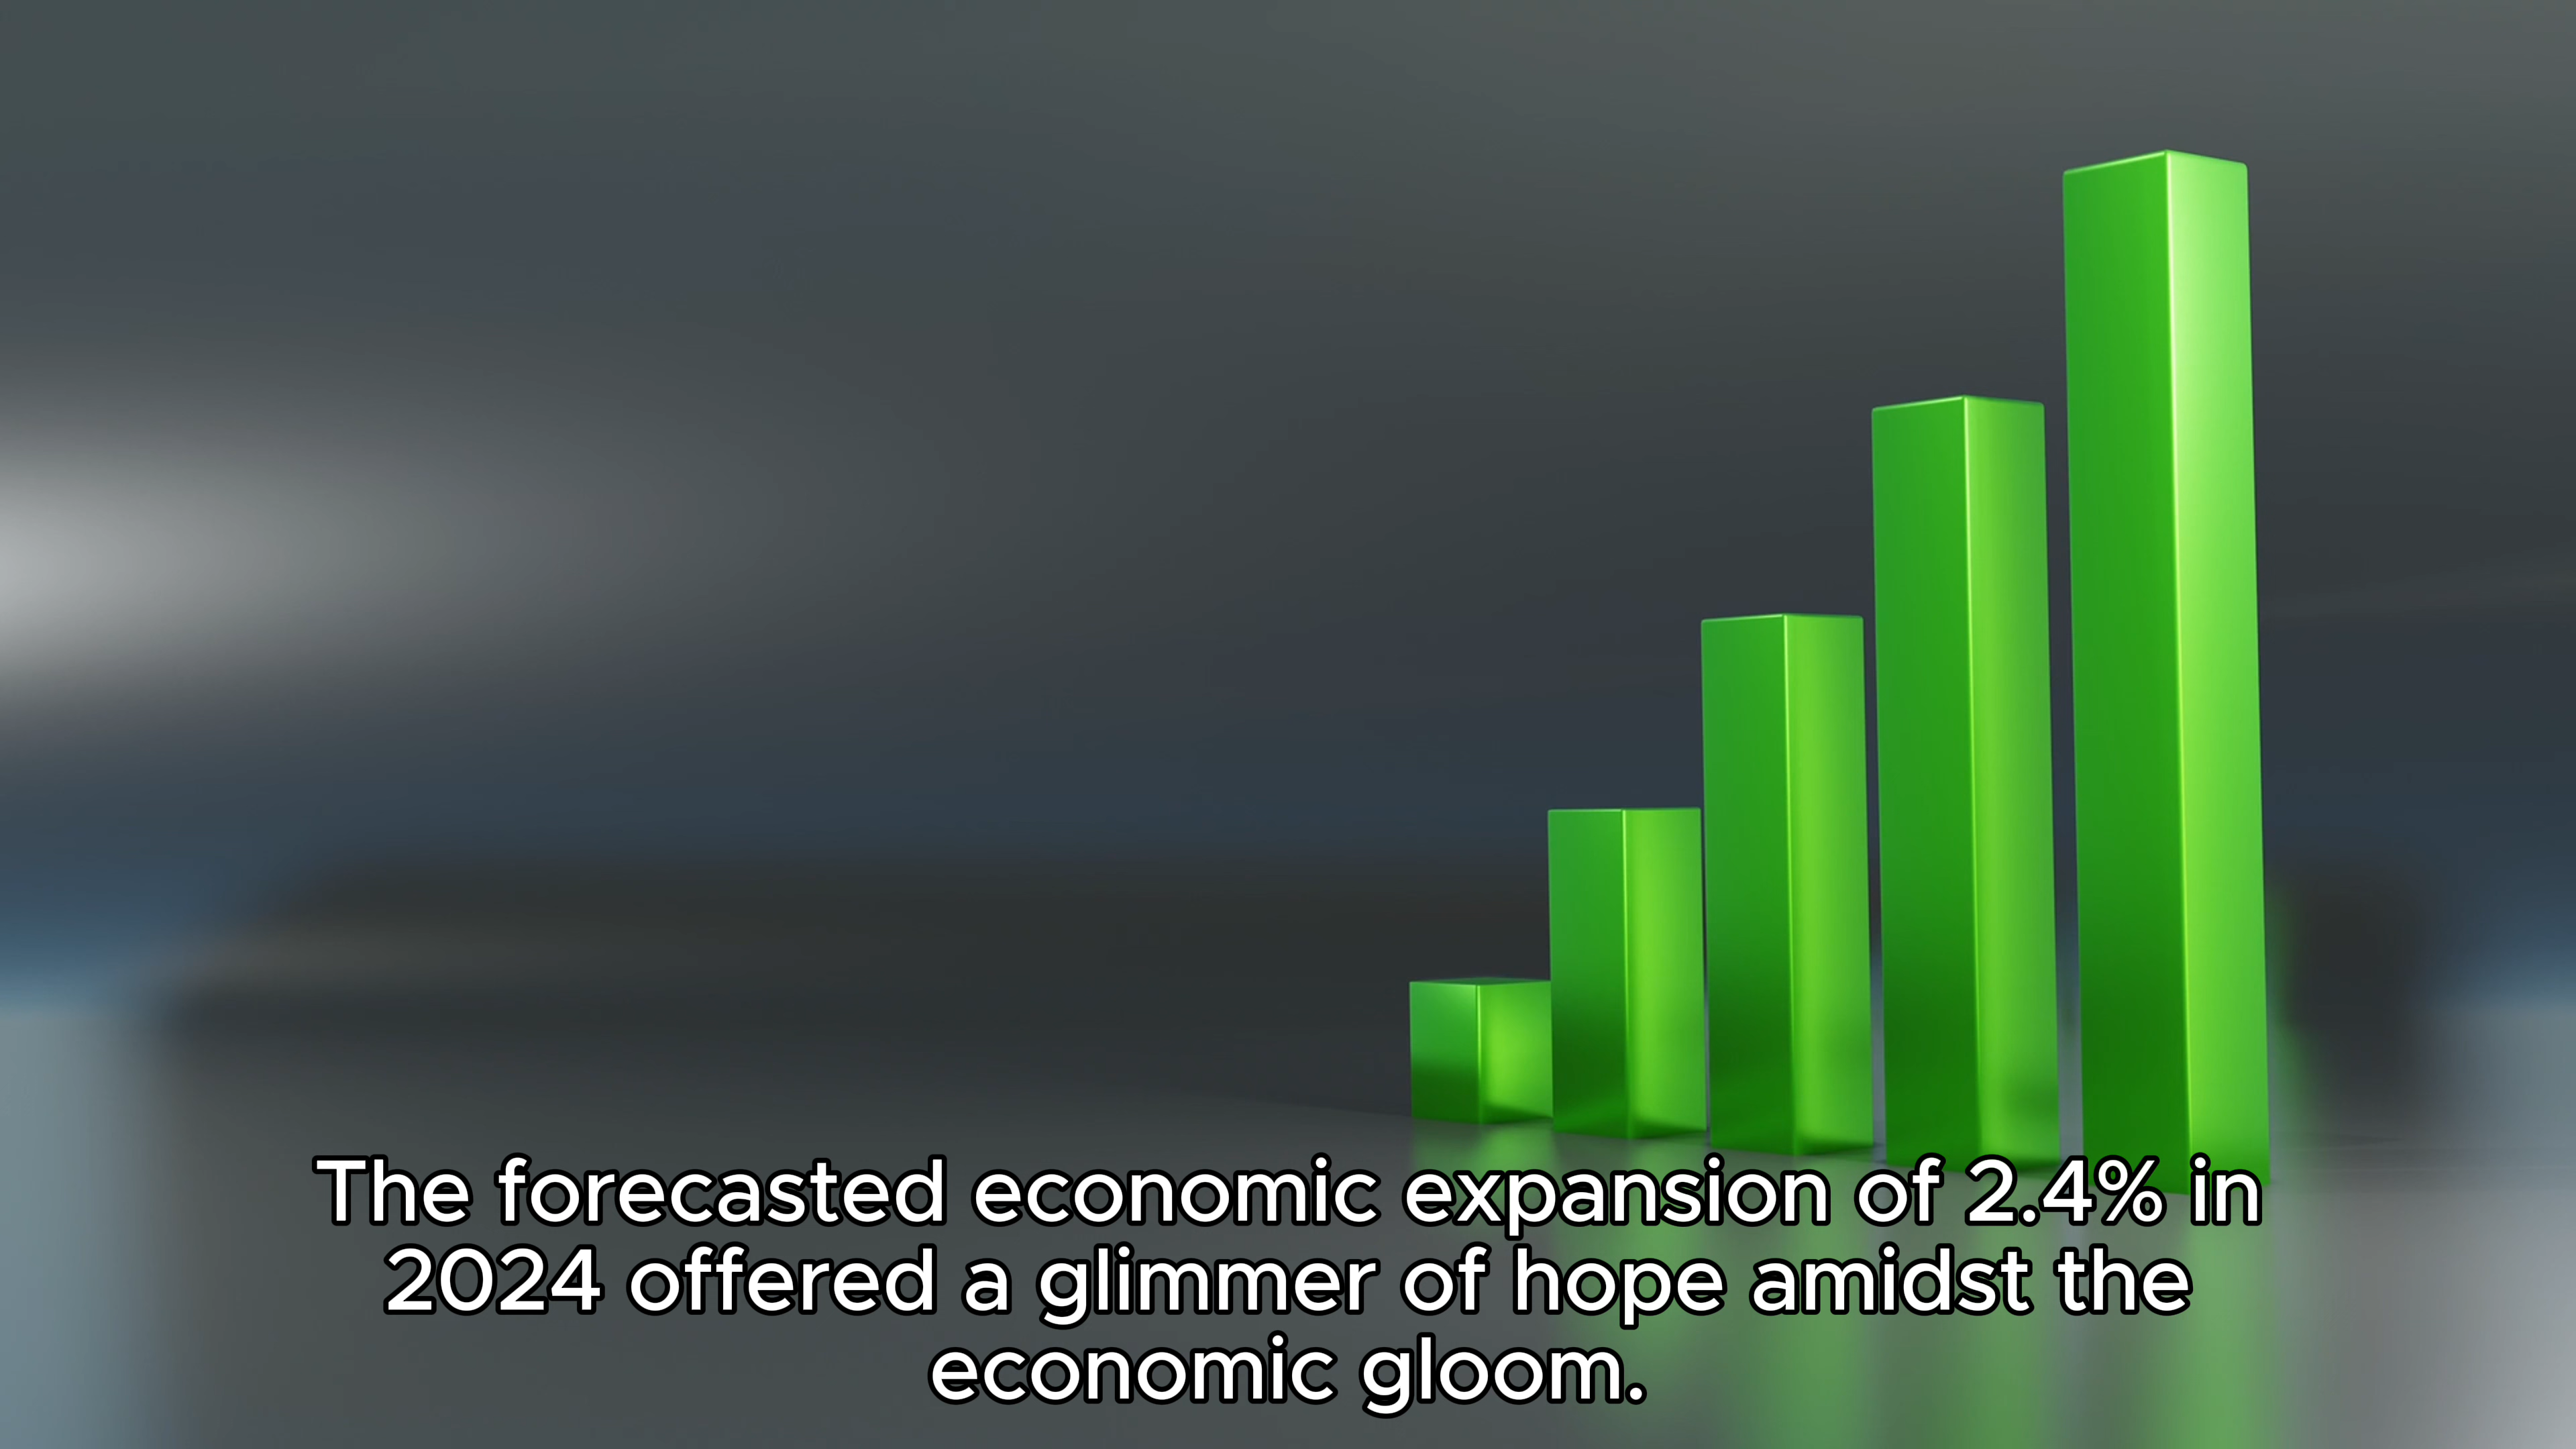 The forecasted economic expansion of 2.4% in
2024 offered a glimmer of hope amidst the
economic gloom.